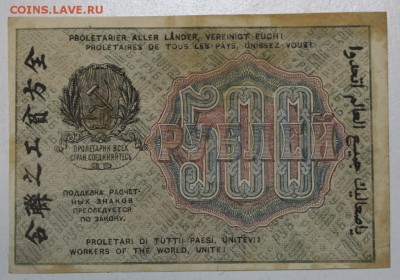 COINS.LAY.RU
PROLETARIER ALLER LÄNDER, VEREINIGT EUCH!
PROLETAIRES DE TOUS LES PAYS, UNISSEZ-VOUS!
500
РУБЛЕЙ
ПРОЛЕТАРИИ ВСЕХ
СТРАН, СОЕДИНЯЙТЕСЬ
ПОДДЕЛКА РАСЧЕТ-
НЫХ ЗНАКОВ
ПРЕСЛЕДУЕТСЯ
ПО ЗАКОНУ.
PROLETARI DI TUTTI I PAESI, UNITEVI!
WORKERS OF THE WORLD, UNITE!